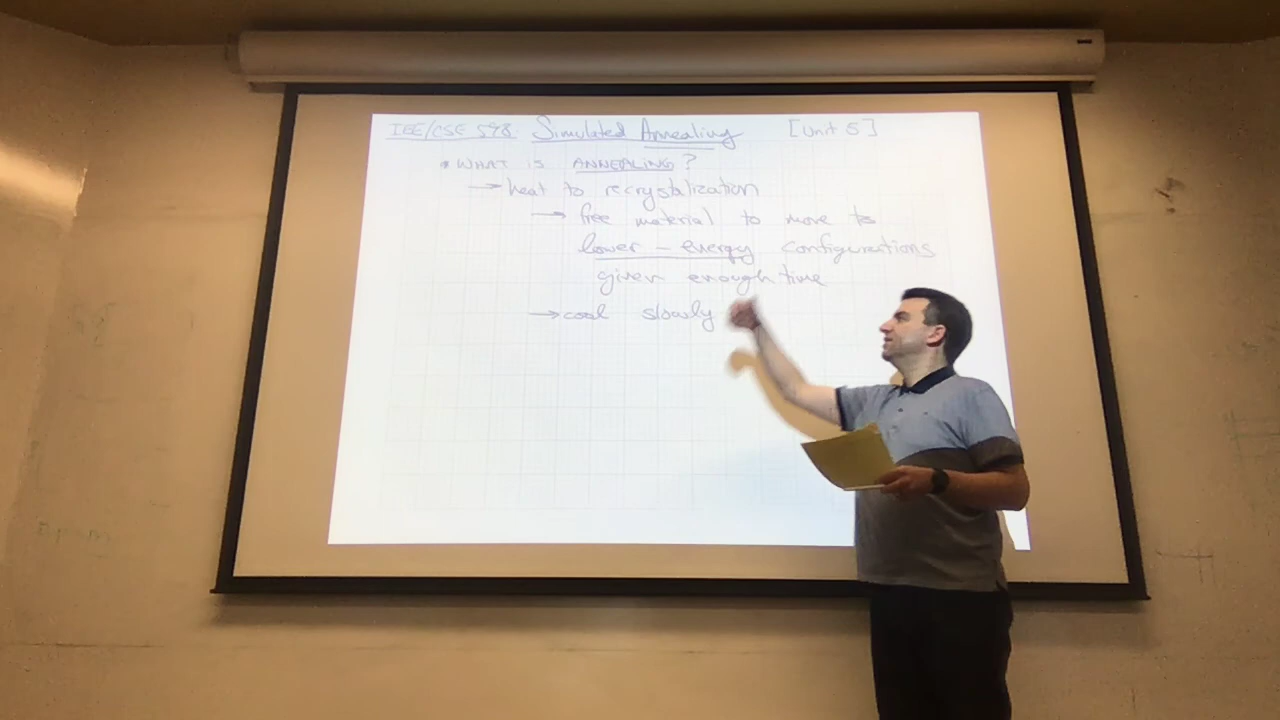 IEE/CSE 598: Simulated Annealing [Unit 5]
• WHAT IS ANNEALING?
→ heat to recrystalization
→ free material to move to
lower-energy configurations
given enough time
→ cool slowly